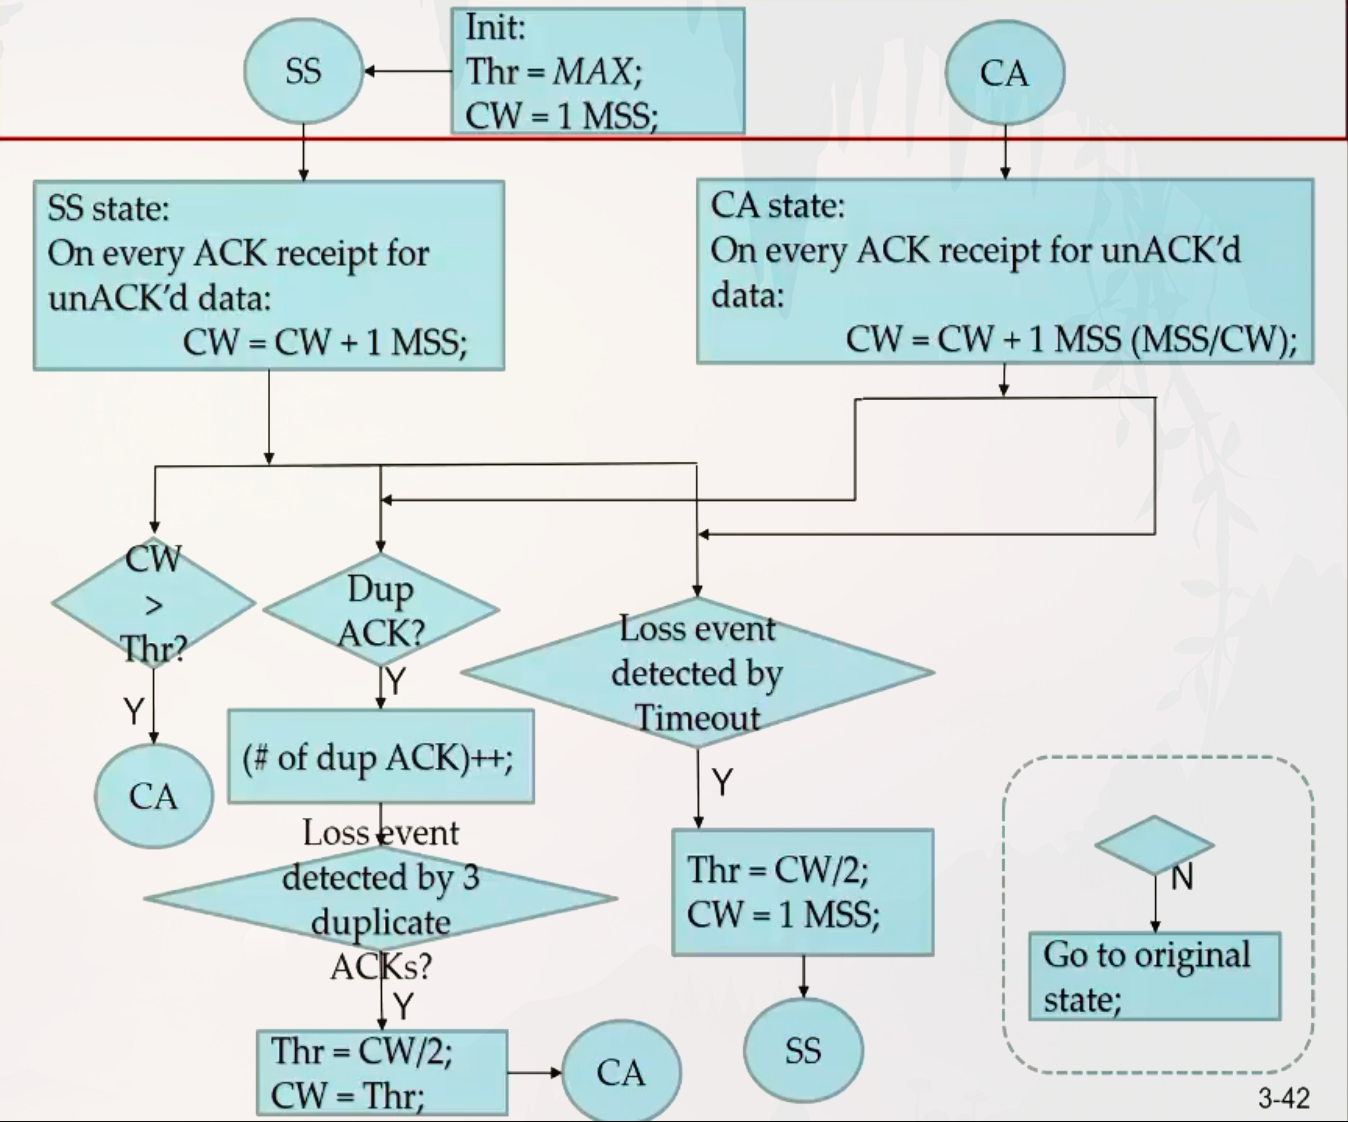 SS
Init:
Thr = MAX;
CW = 1 MSS;
CA
SS state:
On every ACK receipt for
unACK’d data:
CW = CW + 1 MSS;
CA state:
On every ACK receipt for unACK’d
data:
CW = CW + 1 MSS (MSS/CW);
CW
>
Thr?
Y
CA
Dup
ACK?
Y
(# of dup ACK)++;
Loss event
detected by 3
duplicate
ACKs?
Y
Thr = CW/2;
CW = Thr;
CA
Loss event
detected by
Timeout
Y
Thr = CW/2;
CW = 1 MSS;
SS
N
Go to original
state;
3-42